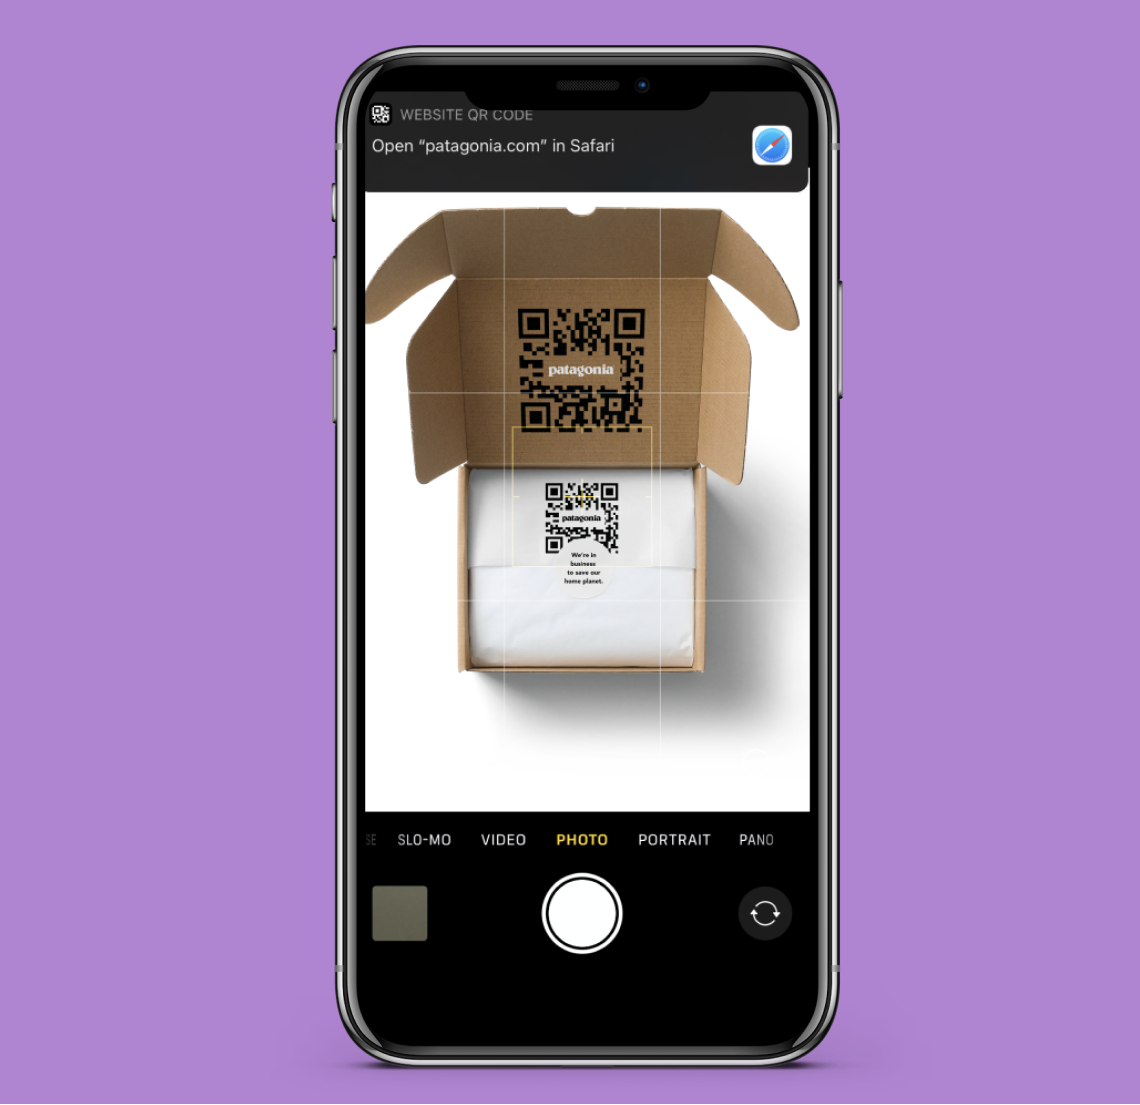 WEBSITE QR CODE
Open “patagonia.com” in Safari
patagonia
patagonia
We're in
business
to save our
home planet.
SLO-MO VIDEO PHOTO PORTRAIT PANO